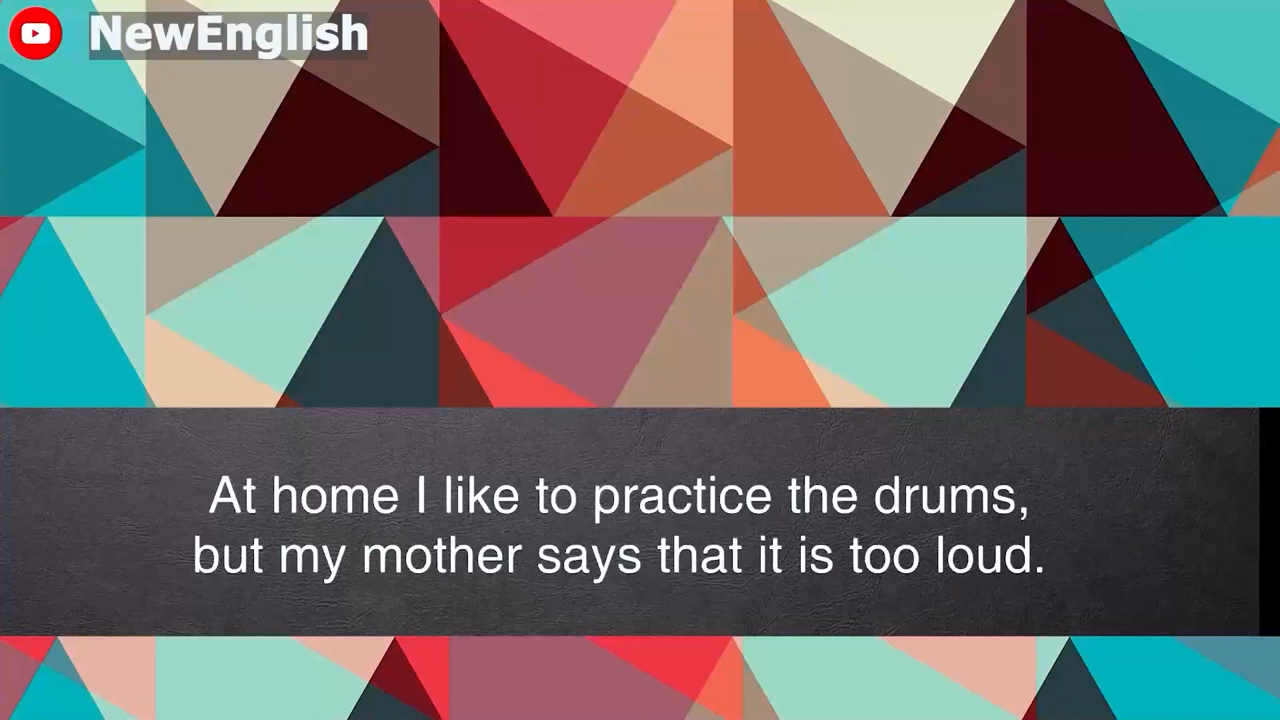 NewEnglish
At home I like to practice the drums,
but my mother says that it is too loud.